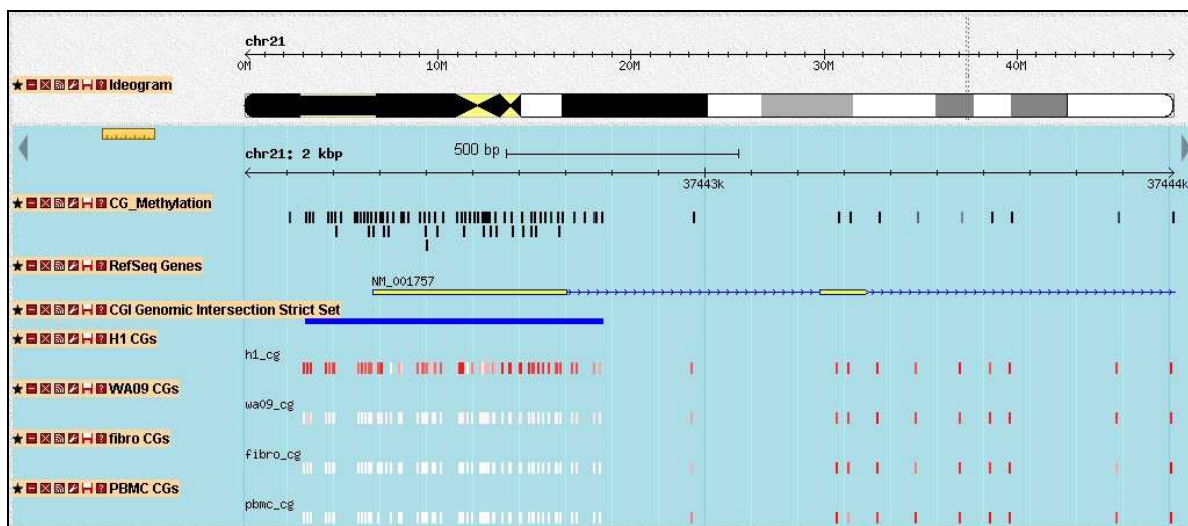 chr21
0M 10M 20M 30M 40M
Ideogram
chr21: 2 kbp 500 bp
37443k 37444k
CG_Methylation
RefSeq Genes
NM_001757
CGI Genomic Intersection Strict Set
H1 CGs
h1_cg
WA09 CGs
wa09_cg
fibro CGs
fibro_cg
PBMC CGs
pbmc_cg